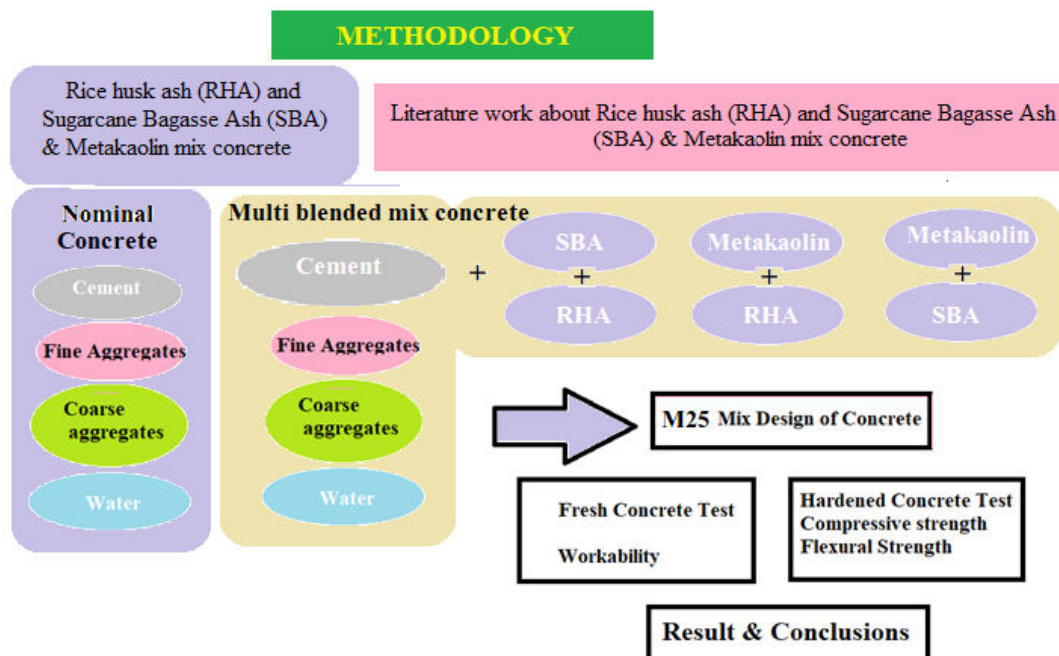 METHODOLOGY
Rice husk ash (RHA) and
Sugarcane Bagasse Ash (SBA)
& Metakaolin mix concrete
Literature work about Rice husk ash (RHA) and Sugarcane Bagasse Ash
(SBA) & Metakaolin mix concrete
Nominal
Concrete
Cement
Fine Aggregates
Coarse
aggregates
Water
Multi blended mix concrete
Cement
Fine Aggregates
Coarse
aggregates
Water
+
SBA
+
RHA
Metakaolin
+
RHA
Metakaolin
+
SBA
M25 Mix Design of Concrete
Fresh Concrete Test
Workability
Hardened Concrete Test
Compressive strength
Flexural Strength
Result & Conclusions